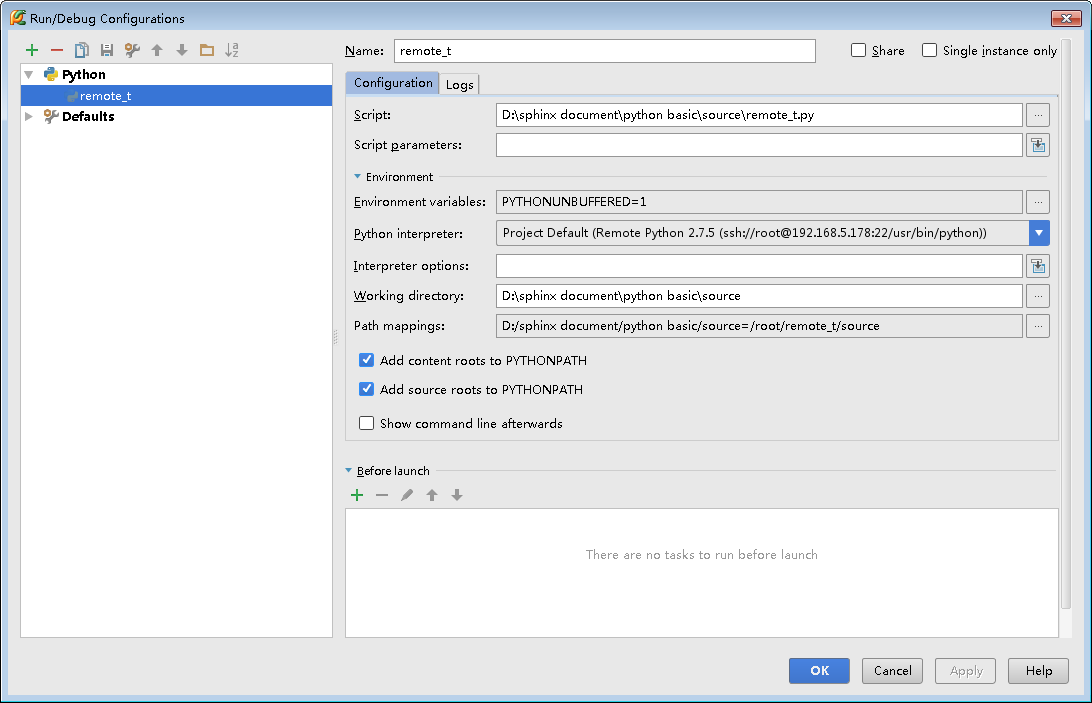 Run/Debug Configurations
Name: remote_t Share Single instance only
Python
remote_t
Defaults
Configuration Logs
Script: D:\sphinx document\python basic\source\remote_t.py ...
Script parameters:
Environment
Environment variables: PYTHONUNBUFFERED=1 ...
Python interpreter: Project Default (Remote Python 2.7.5 (ssh://root@192.168.5.178:22/usr/bin/python))
Interpreter options:
Working directory: D:\sphinx document\python basic\source ...
Path mappings: D:/sphinx document/python basic/source=/root/remote_t/source ...
Add content roots to PYTHONPATH
Add source roots to PYTHONPATH
Show command line afterwards
Before launch
There are no tasks to run before launch
OK Cancel Apply Help